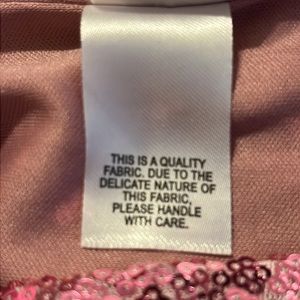 THIS IS A QUALITY
FABRIC. DUE TO THE
DELICATE NATURE OF
THIS FABRIC,
PLEASE HANDLE
WITH CARE.